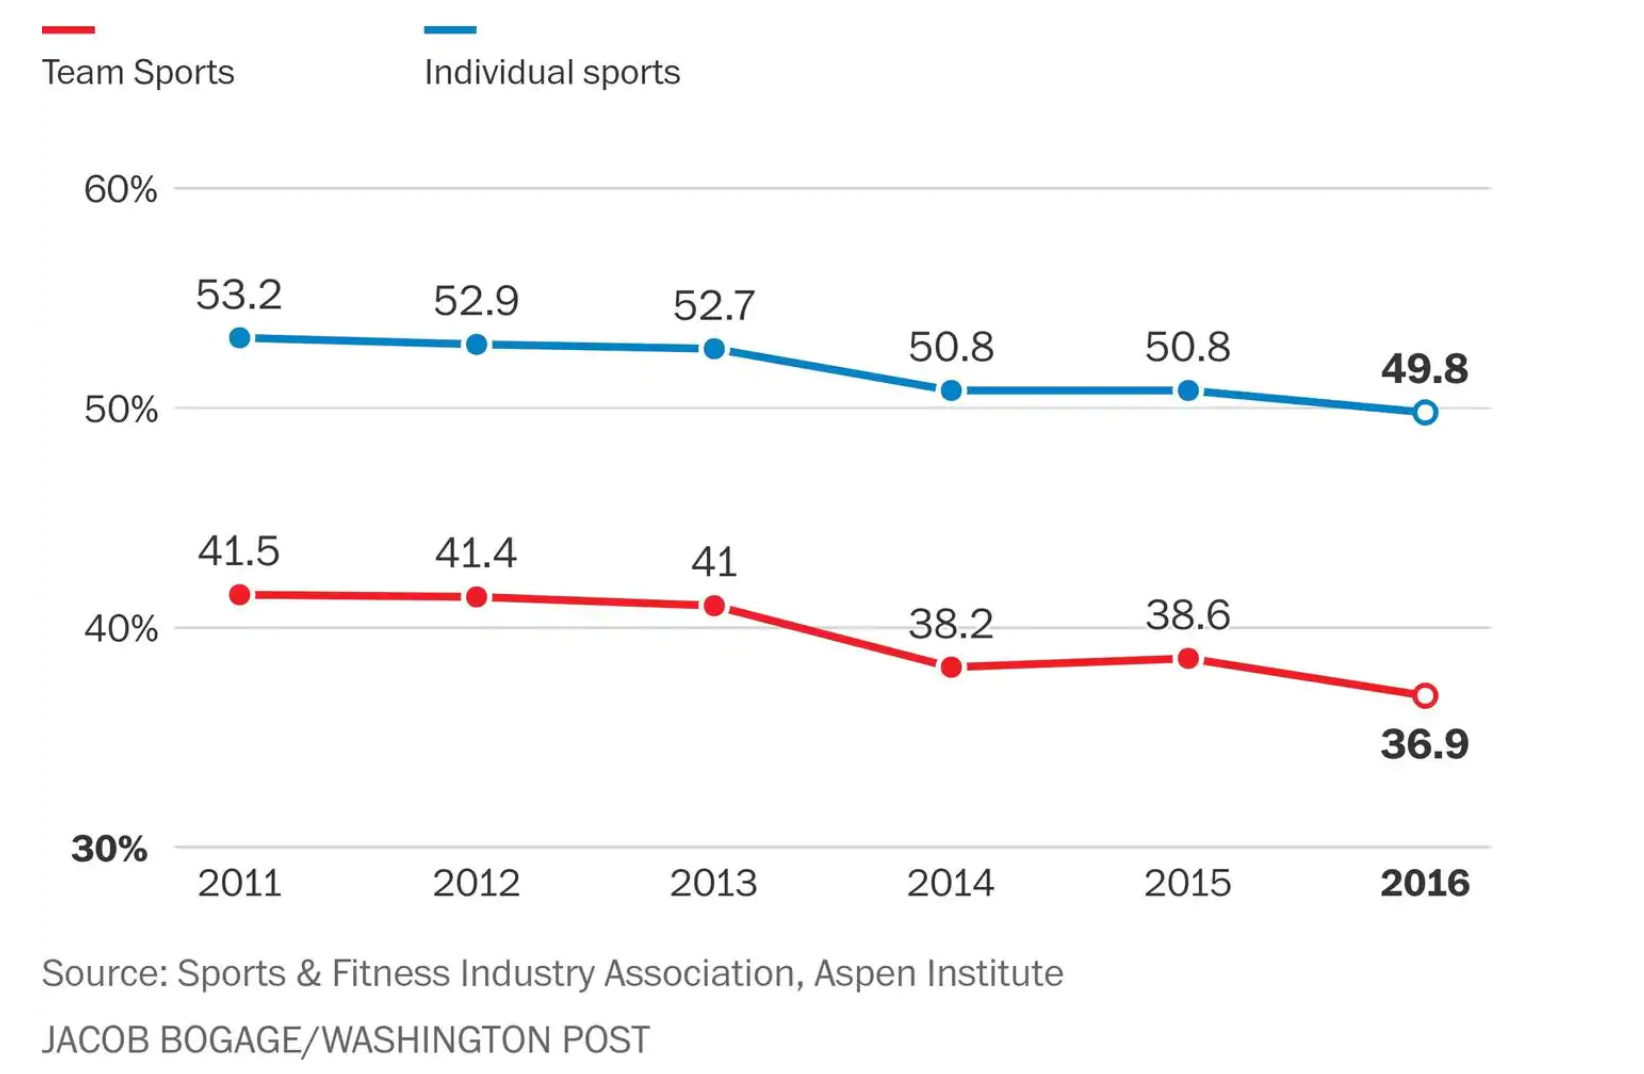 Team Sports Individual sports
60%
53.2 52.9 52.7 50.8 50.8 49.8
50%
41.5 41.4 41 38.2 38.6 36.9
40%
30%
2011 2012 2013 2014 2015 2016
Source: Sports & Fitness Industry Association, Aspen Institute
JACOB BOGAGE/WASHINGTON POST